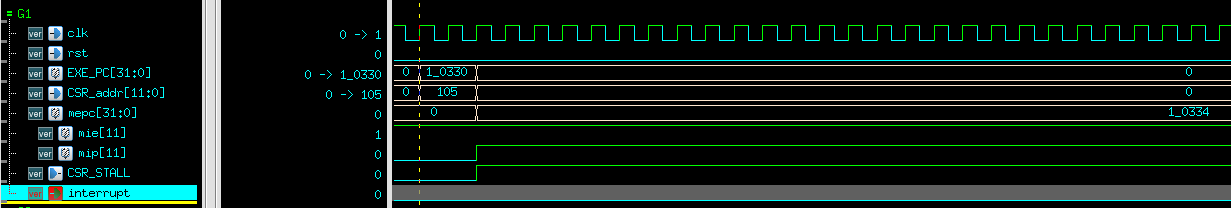 G1
ver clk 0 -> 1
ver rst 0
ver EXE_PC[31:0] 0 -> 1_0330 0 1_0330 0
ver CSR_addr[11:0] 0 -> 105 0 105 0
ver mepc[31:0] 0 0 1_0334
ver mie[11] 1
ver mip[11] 0
ver CSR_STALL 0
ver interrupt 0